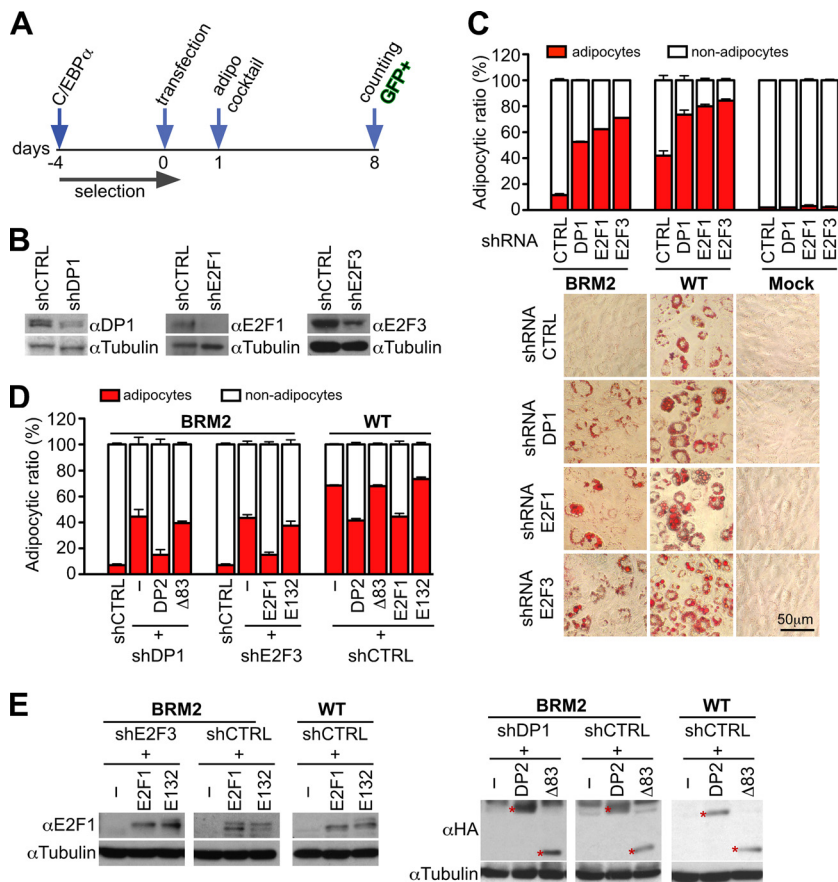 A
C/EBPα
transfection
adipo
cocktail
counting
GFP+
days
-4
0
1
8
selection
B
shCTRL
shDP1
αDP1
αTubulin
shCTRL
shE2F1
αE2F1
αTubulin
shCTRL
shE2F3
αE2F3
αTubulin
C
adipocytes
non-adipocytes
Adipocytic ratio (%)
120
100
80
60
40
20
0
shRNA
CTRL
DP1
E2F1
E2F3
CTRL
DP1
E2F1
E2F3
CTRL
DP1
E2F1
E2F3
BRM2
WT
Mock
shRNA
CTRL
shRNA
DP1
shRNA
E2F1
shRNA
E2F3
50μm
D
adipocytes
non-adipocytes
BRM2
WT
Adipocytic ratio (%)
120
100
80
60
40
20
0
shCTRL
–
DP2
Δ83
+
shDP1
shCTRL
–
E2F1
E132
+
shE2F3
–
DP2
Δ83
E2F1
E132
+
shCTRL
E
BRM2
WT
shE2F3
shCTRL
shCTRL
+
+
+
–
E2F1
E132
–
E2F1
E132
–
E2F1
E132
αE2F1
αTubulin
BRM2
WT
shDP1
shCTRL
shCTRL
+
+
+
–
DP2
Δ83
–
DP2
Δ83
–
DP2
Δ83
αHA
*
*
*
*
*
*
αTubulin